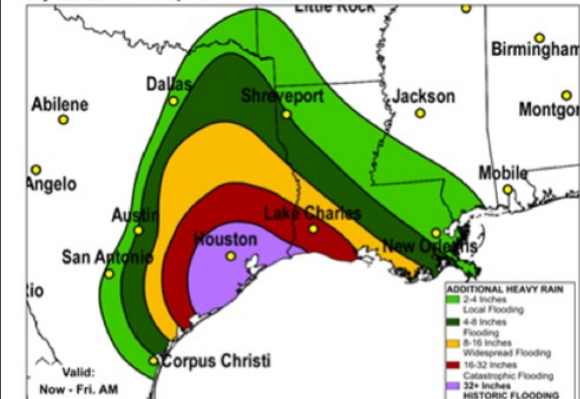 Little Rock
Birmingham
Dallas
Abilene
Shreveport
Jackson
Montgor
Angelo
Mobile
Austin
Lake Charles
Houston
New Orleans
San Antonio
Rio
Corpus Christi
Valid:
Now - Fri. AM
ADDITIONAL HEAVY RAIN
2-4 Inches
Local Flooding
4-8 Inches
Flooding
8-16 Inches
Widespread Flooding
16-32 Inches
Catastrophic Flooding
32+ Inches
HISTORIC FLOODING